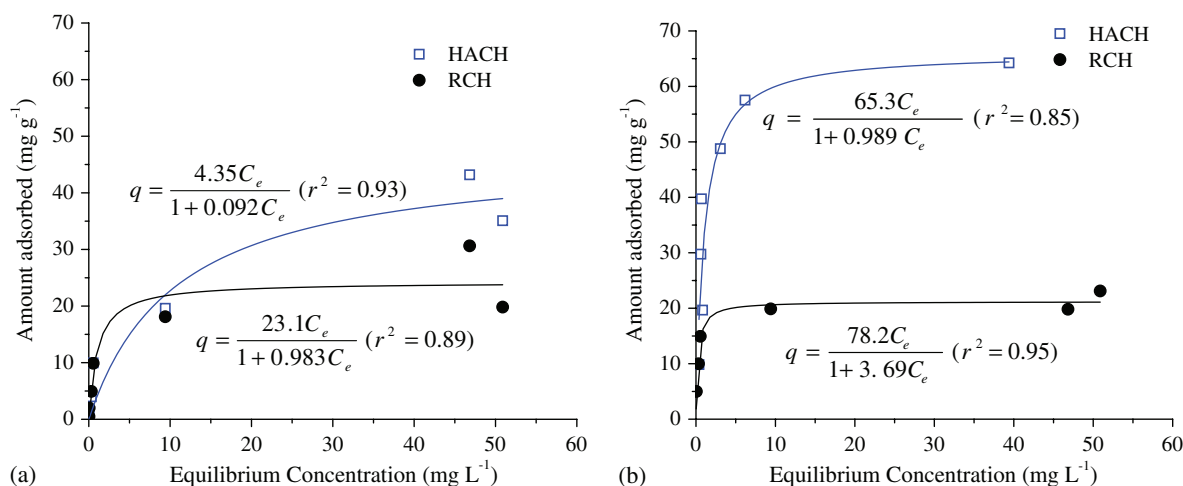 70
60
50
40
30
20
10
0
Amount adsorbed (mg g⁻¹)
HACH
RCH
q = 4.35Cₑ / 1 + 0.092Cₑ (r² = 0.93)
q = 23.1Cₑ / 1 + 0.983Cₑ (r² = 0.89)
0 10 20 30 40 50 60
(a) Equilibrium Concentration (mg L⁻¹)
70
60
50
40
30
20
10
0
Amount adsorbed (mg g⁻¹)
HACH
RCH
q = 65.3Cₑ / 1+ 0.989 Cₑ (r² = 0.85)
q = 78.2Cₑ / 1+ 3. 69Cₑ (r² = 0.95)
0 10 20 30 40 50 60
(b) Equilibrium Concentration (mg L⁻¹)